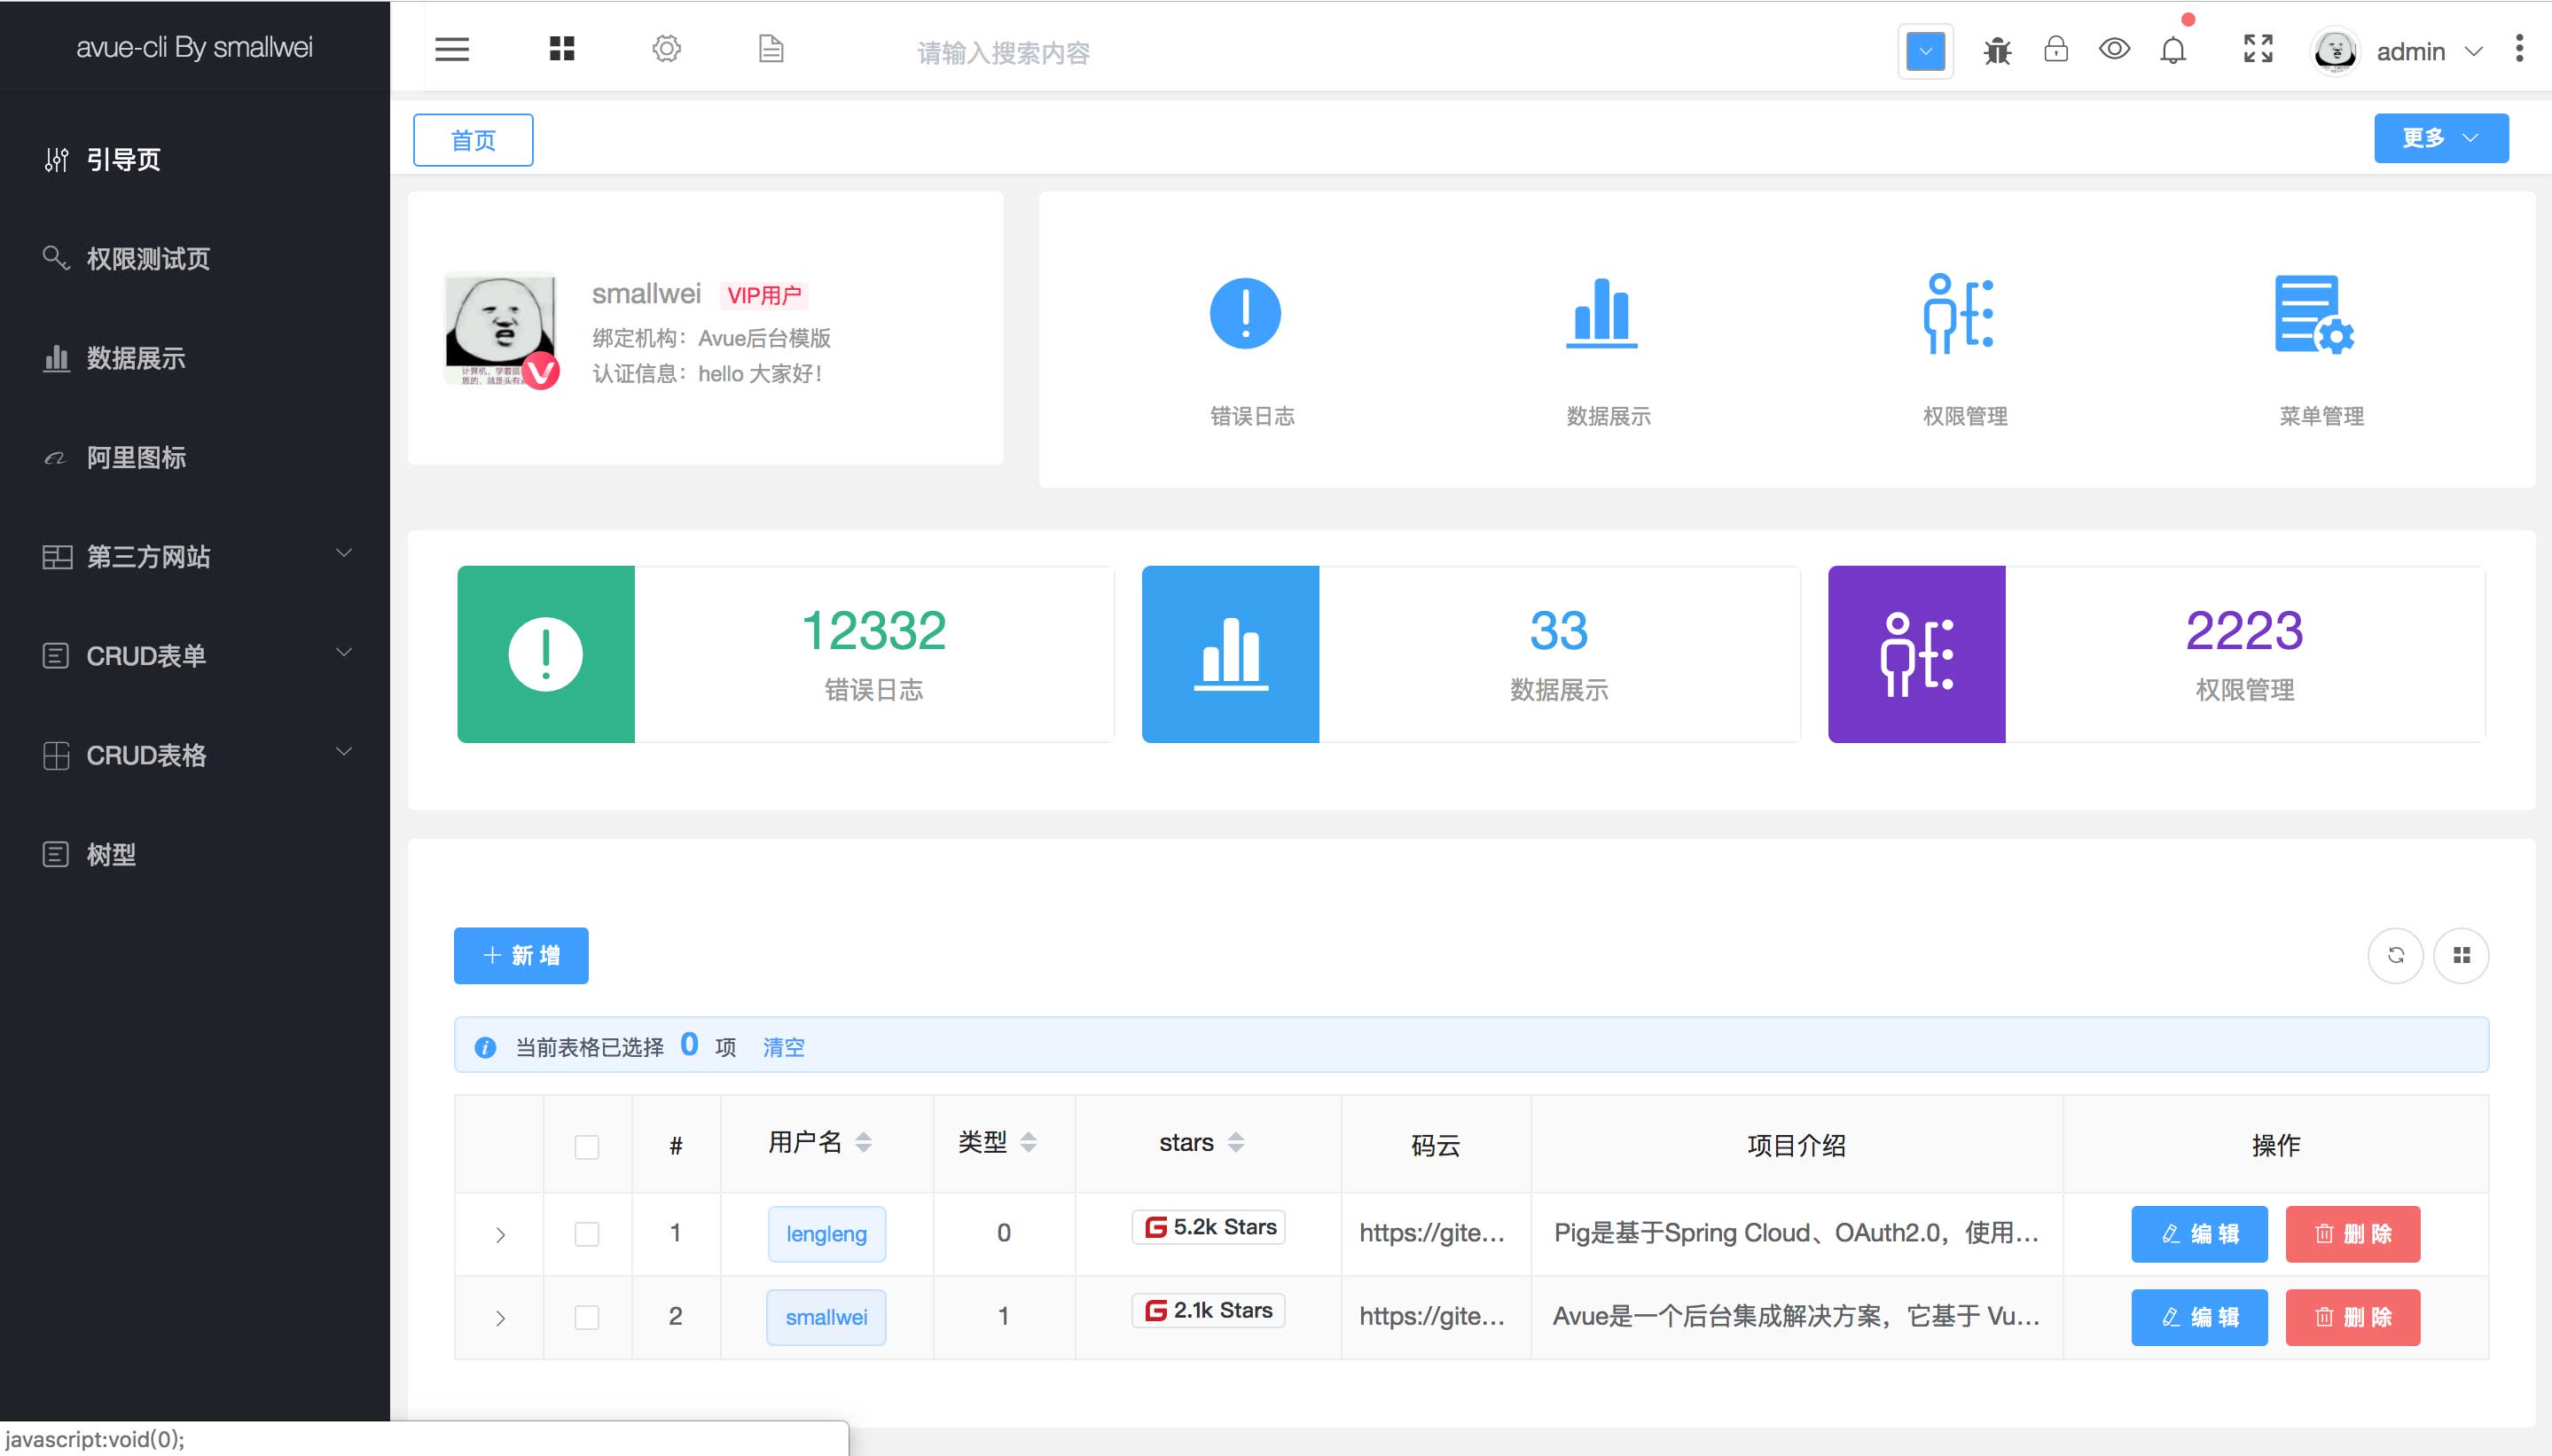 avue-cli By smallwei
请输入搜索内容
admin
引导页
权限测试页
数据展示
阿里图标
第三方网站
CRUD表单
CRUD表格
树型
首页
更多
smallwei VIP用户
绑定机构：Avue后台模版
认证信息：hello 大家好！
错误日志
数据展示
权限管理
菜单管理
12332
错误日志
33
数据展示
2223
权限管理
新 增
当前表格已选择 0 项 清空
# 用户名 类型 stars 码云 项目介绍 操作
1 lengleng 0 5.2k Stars https://gite... Pig是基于Spring Cloud、OAuth2.0，使用... 编 辑 删 除
2 smallwei 1 2.1k Stars https://gite... Avue是一个后台集成解决方案，它基于 Vu... 编 辑 删 除
javascript:void(0);